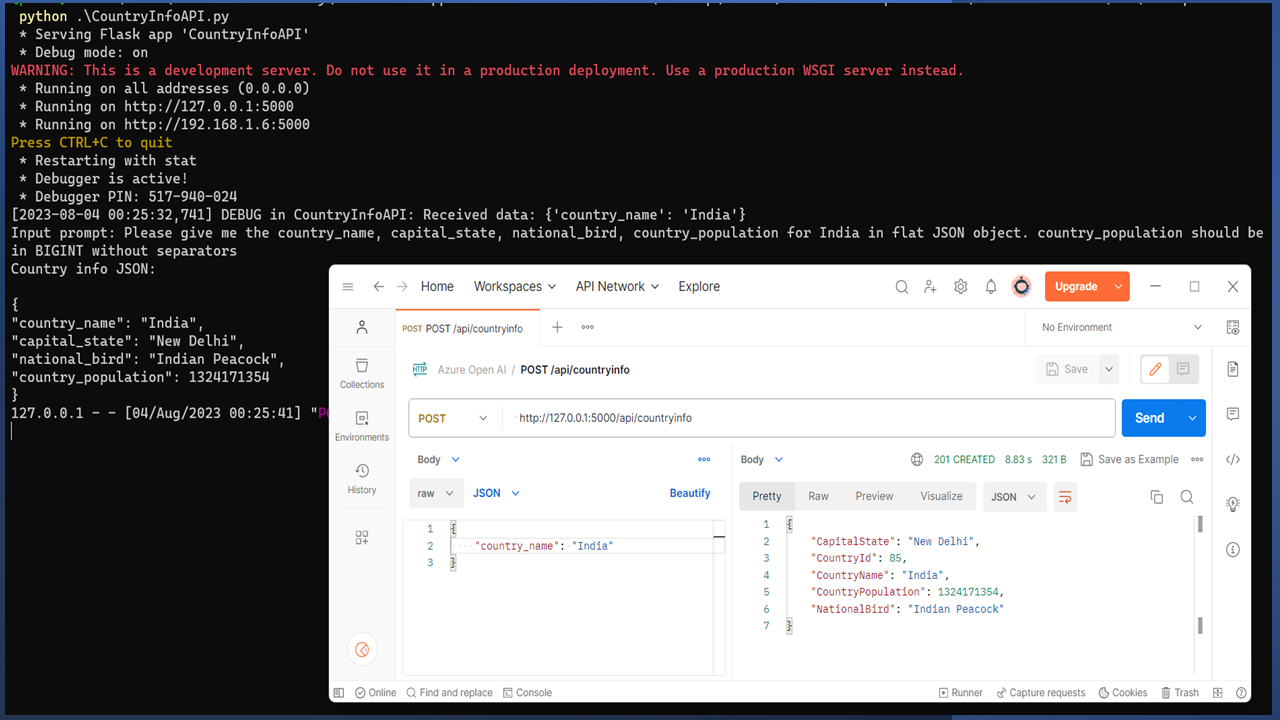 python .\CountryInfoAPI.py
* Serving Flask app 'CountryInfoAPI'
* Debug mode: on
WARNING: This is a development server. Do not use it in a production deployment. Use a production WSGI server instead.
* Running on all addresses (0.0.0.0)
* Running on http://127.0.0.1:5000
* Running on http://192.168.1.6:5000
Press CTRL+C to quit
* Restarting with stat
* Debugger is active!
* Debugger PIN: 517-940-024
[2023-08-04 00:25:32,741] DEBUG in CountryInfoAPI: Received data: {'country_name': 'India'}
Input prompt: Please give me the country_name, capital_state, national_bird, country_population for India in flat JSON object. country_population should be
in BIGINT without separators
Country info JSON:
{
"country_name": "India",
"capital_state": "New Delhi",
"national_bird": "Indian Peacock",
"country_population": 1324171354
}
127.0.0.1 - - [04/Aug/2023 00:25:41] "
Home Workspaces API Network Explore Upgrade
POST POST /api/countryinfo No Environment
Azure Open AI / POST /api/countryinfo Save
POST http://127.0.0.1:5000/api/countryinfo Send
Collections
Environments
History
Body
raw JSON Beautify
1 {
2 "country_name": "India"
3 }
Body 201 CREATED 8.83 s 321 B Save as Example
Pretty Raw Preview Visualize JSON
1 {
2 "CapitalState": "New Delhi",
3 "CountryId": 85,
4 "CountryName": "India",
5 "CountryPopulation": 1324171354,
6 "NationalBird": "Indian Peacock"
7 }
Online Find and replace Console Runner Capture requests Cookies Trash